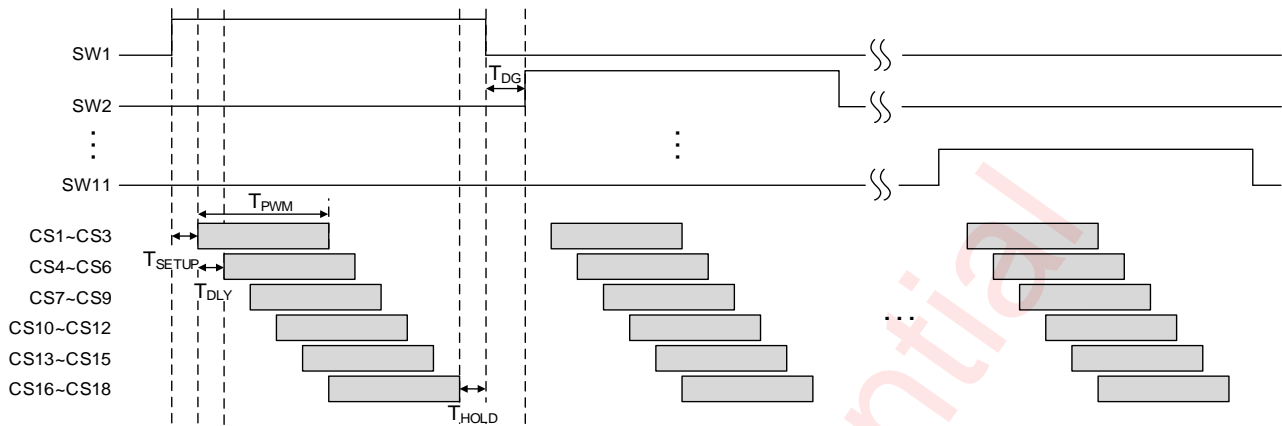 SW1
T_DG
SW2
SW11
T_PWM
CS1~CS3
T_SETUP
CS4~CS6
T_DLY
CS7~CS9
CS10~CS12
CS13~CS15
CS16~CS18
T_HOLD
ntial